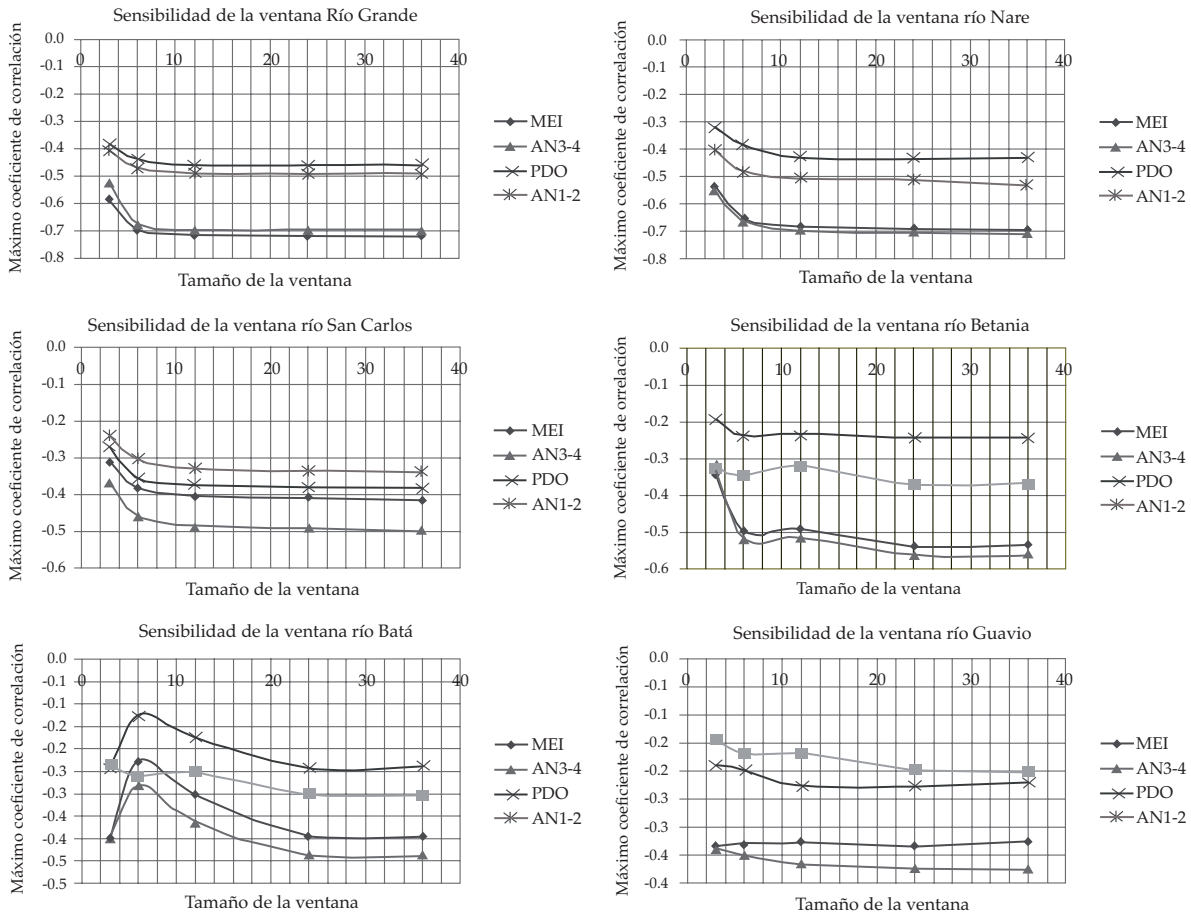 Sensibilidad de la ventana Río Grande
Máximo coeficiente de correlación
0.0
-0.1
-0.2
-0.3
-0.4
-0.5
-0.6
-0.7
-0.8
0 10 20 30 40
Tamaño de la ventana
MEI
AN3-4
PDO
AN1-2
Sensibilidad de la ventana río Nare
Máximo coeficiente de correlación
0.0
-0.1
-0.2
-0.3
-0.4
-0.5
-0.6
-0.7
-0.8
0 10 20 30 40
Tamaño de la ventana
MEI
AN3-4
PDO
AN1-2
Sensibilidad de la ventana río San Carlos
Máximo coeficiente de correlación
0.0
-0.1
-0.2
-0.3
-0.4
-0.5
-0.6
0 10 20 30 40
Tamaño de la ventana
MEI
AN3-4
PDO
AN1-2
Sensibilidad de la ventana río Betania
Máximo coeficiente de orrelación
0.0
-0.1
-0.2
-0.3
-0.4
-0.5
-0.6
0 10 20 30 40
Tamaño de la ventana
MEI
AN3-4
PDO
AN1-2
Sensibilidad de la ventana río Batá
Máximo coeficiente de correlación
0.0
-0.1
-0.1
-0.2
-0.2
-0.3
-0.3
-0.4
-0.4
-0.5
-0.5
0 10 20 30 40
Tamaño de la ventana
MEI
AN3-4
PDO
AN1-2
Sensibilidad de la ventana río Guavio
Máximo coeficiente de correlación
0.0
-0.1
-0.1
-0.2
-0.2
-0.3
-0.3
-0.4
-0.4
0 10 20 30 40
Tamaño de la ventana
MEI
AN3-4
PDO
AN1-2